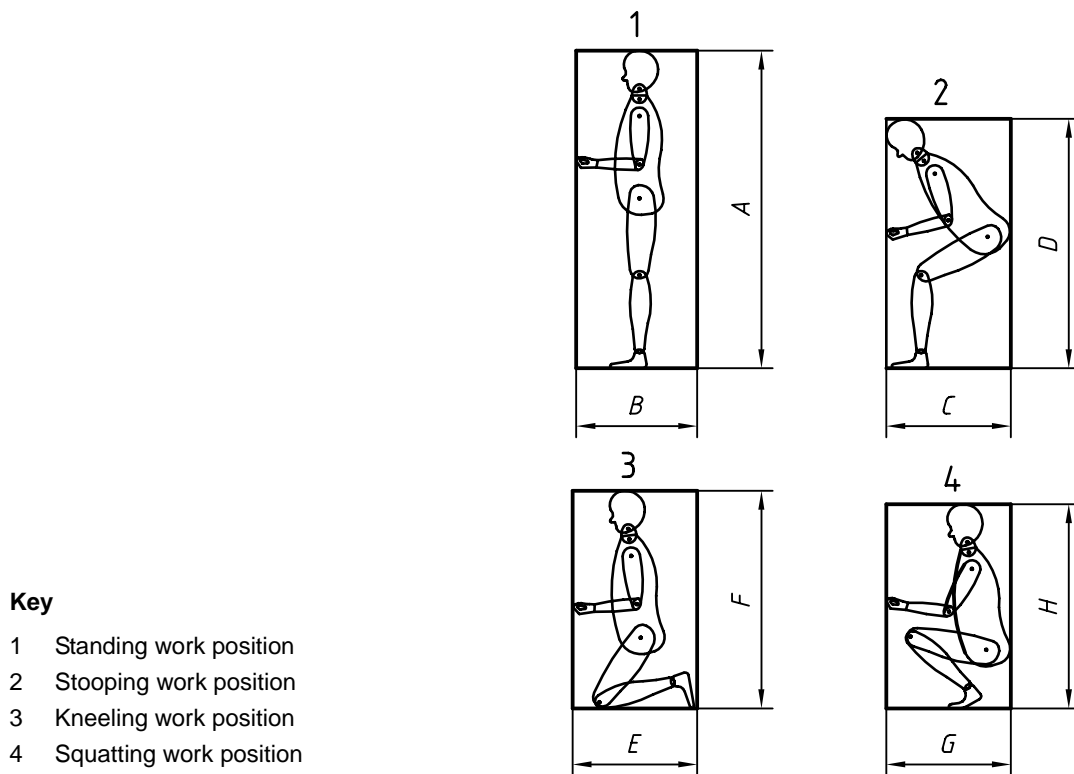 1
2
A
D
B
C
3
4
F
H
E
G
Key
1 Standing work position
2 Stooping work position
3 Kneeling work position
4 Squatting work position